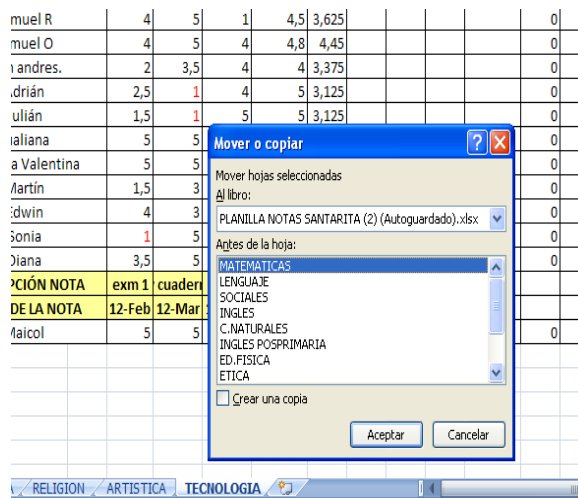 muel R 4 5 1 4,5 3,625 0
muel O 4 5 4 4,8 4,45 0
andres. 2 3,5 4 4 3,375 0
Adrián 2,5 1 4 5 3,125 0
ulián 1,5 1 5 5 3,125 0
ualiana 5 5 0
a Valentina 5 5 0
Martín 1,5 3 0
Edwin 4 3 0
Sonia 1 5 0
Diana 3,5 5 0
PCIÓN NOTA exm 1 cuadern
DE LA NOTA 12-Feb 12-Mar
Maicol 5 5 0
Mover o copiar
Mover hojas seleccionadas
Al libro:
PLANILLA NOTAS SANTARITA (2) (Autoguardado).xlsx
Antes de la hoja:
MATEMATICAS
LENGUAJE
SOCIALES
INGLES
C.NATURALES
INGLES POSPRIMARIA
ED.FISICA
ETICA
Crear una copia
Aceptar Cancelar
RELIGION ARTISTICA TECNOLOGIA